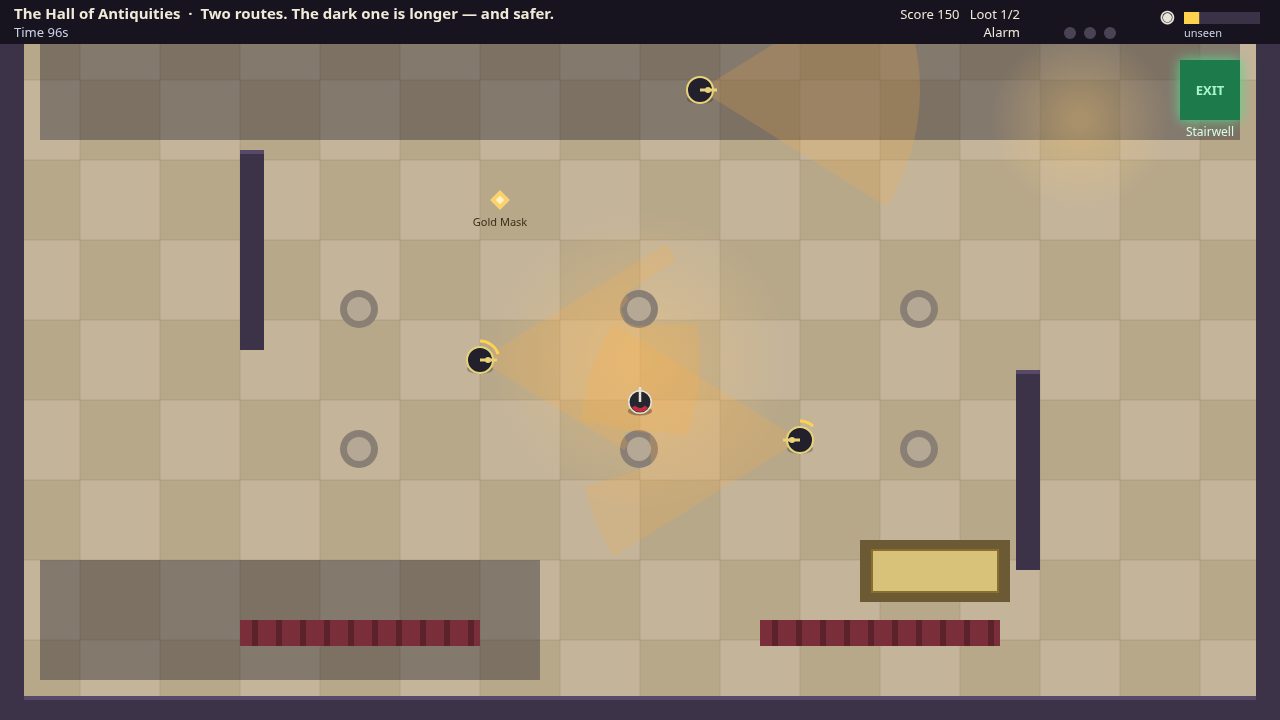 The Hall of Antiquities · Two routes. The dark one is longer — and safer.
Time 96s
Score 150 Loot 1/2
Alarm
unseen
EXIT
Stairwell
Gold Mask